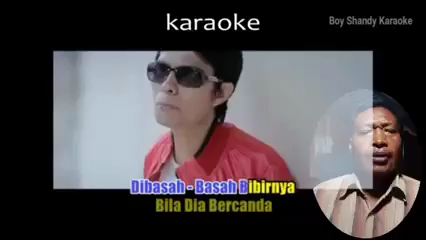 karaoke
Boy Shandy Karaoke
Dibasah - Basah Bibirnya
Bila Dia Bercanda